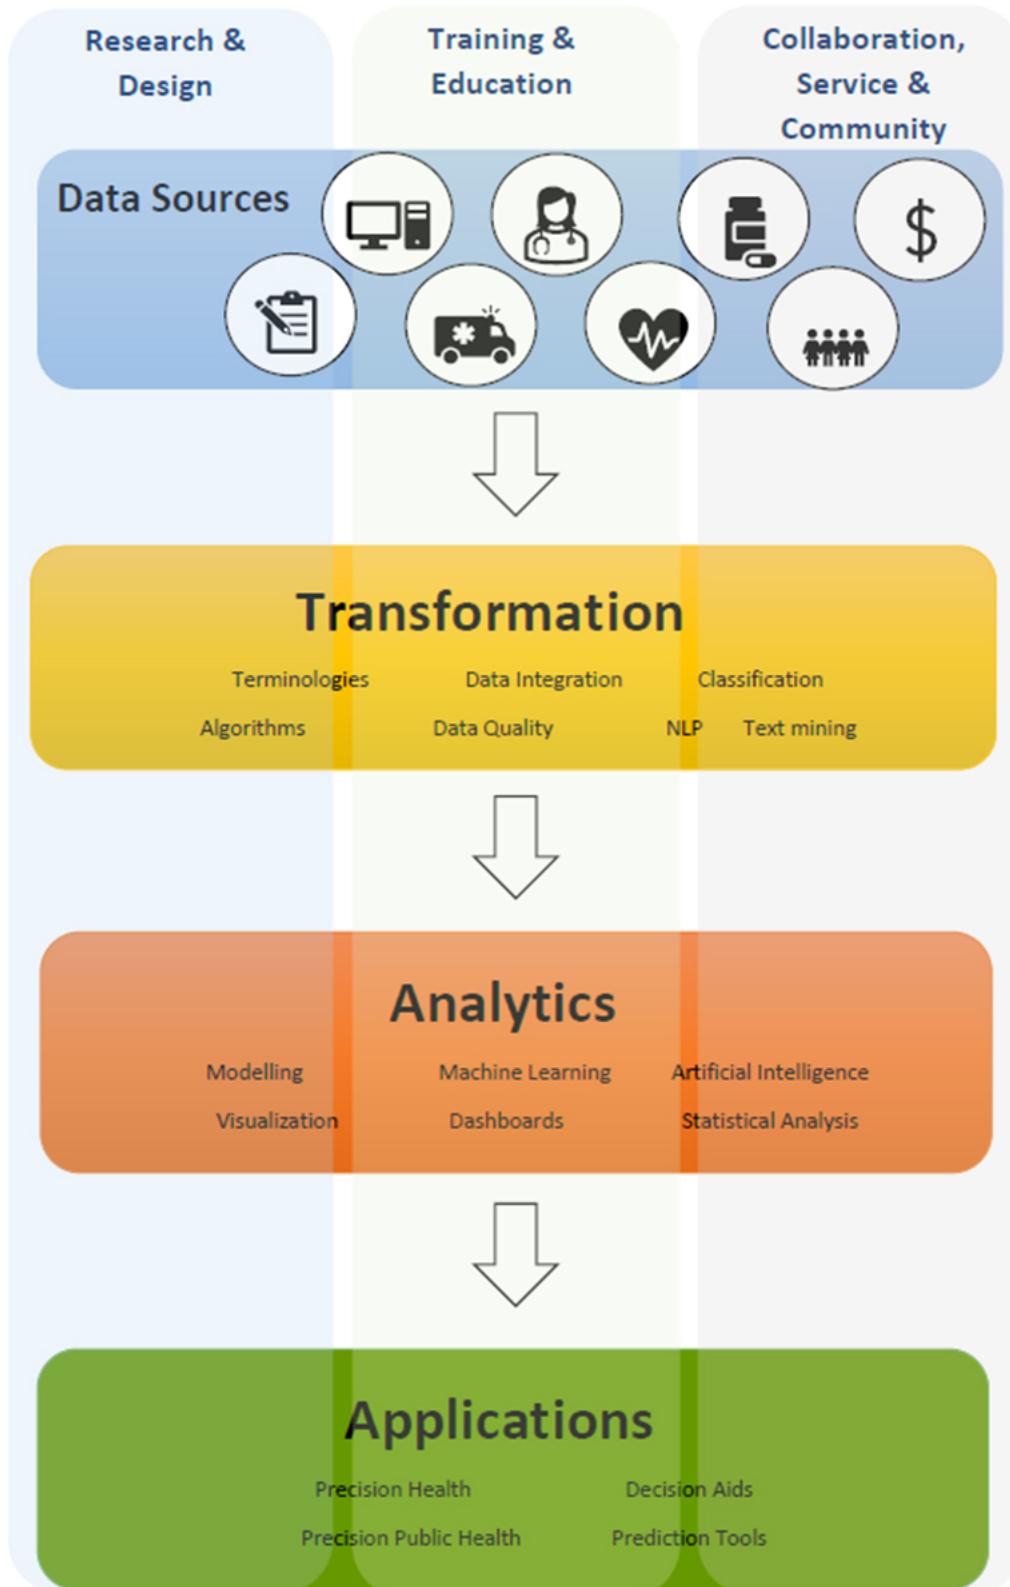 Research &
Design
Training &
Education
Collaboration,
Service &
Community
Data Sources
$
Transformation
Terminologies Data Integration Classification
Algorithms Data Quality NLP Text mining
Analytics
Modelling Machine Learning Artificial Intelligence
Visualization Dashboards Statistical Analysis
Applications
Precision Health Decision Aids
Precision Public Health Prediction Tools